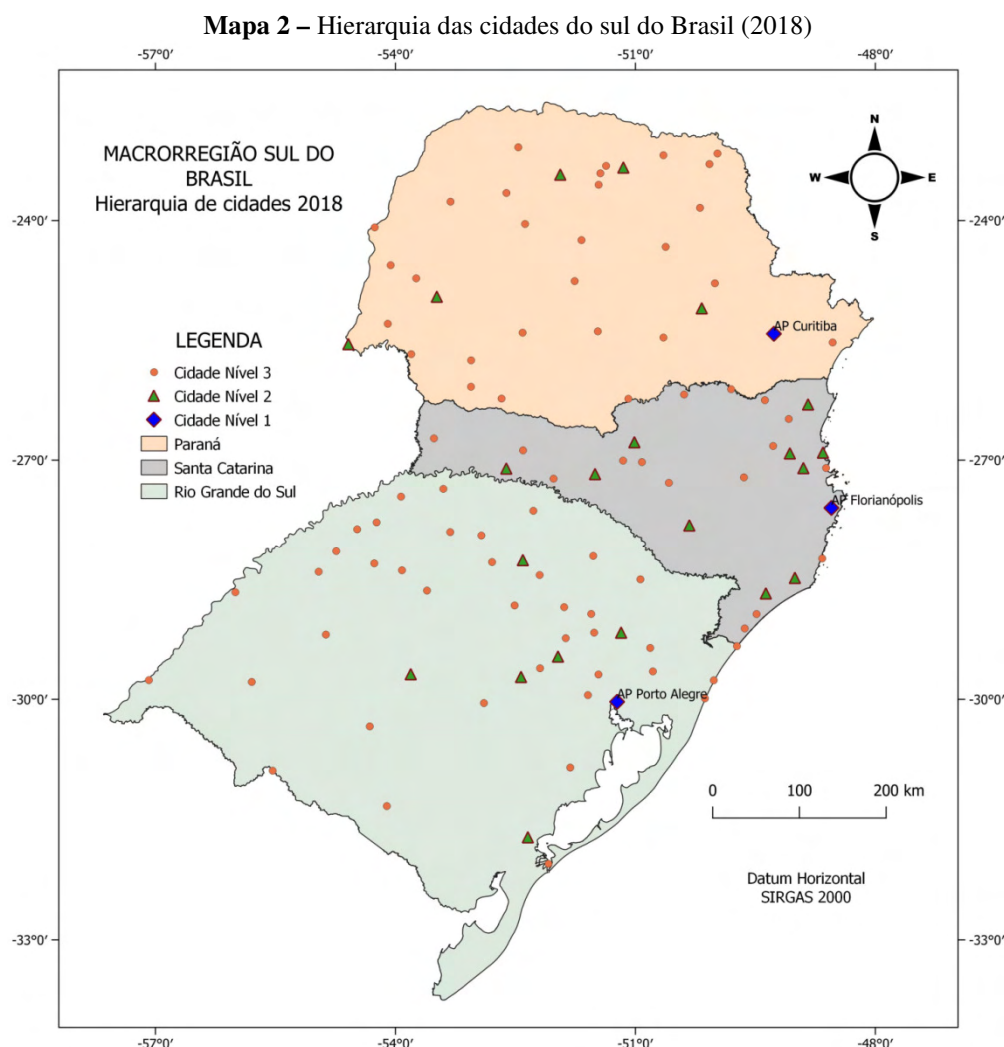 Mapa 2 – Hierarquia das cidades do sul do Brasil (2018)
-57°0′ -54°0′ -51°0′ -48°0′
MACRORREGIÃO SUL DO
BRASIL
Hierarquia de cidades 2018
N
W E
S
-24°0′ -24°0′
AP Curitiba
LEGENDA
Cidade Nível 3
Cidade Nível 2
Cidade Nível 1
Paraná
Santa Catarina
Rio Grande do Sul
-27°0′ -27°0′
AP Florianópolis
-30°0′ -30°0′
AP Porto Alegre
0 100 200 km
Datum Horizontal
SIRGAS 2000
-33°0′ -33°0′
-57°0′ -54°0′ -51°0′ -48°0′